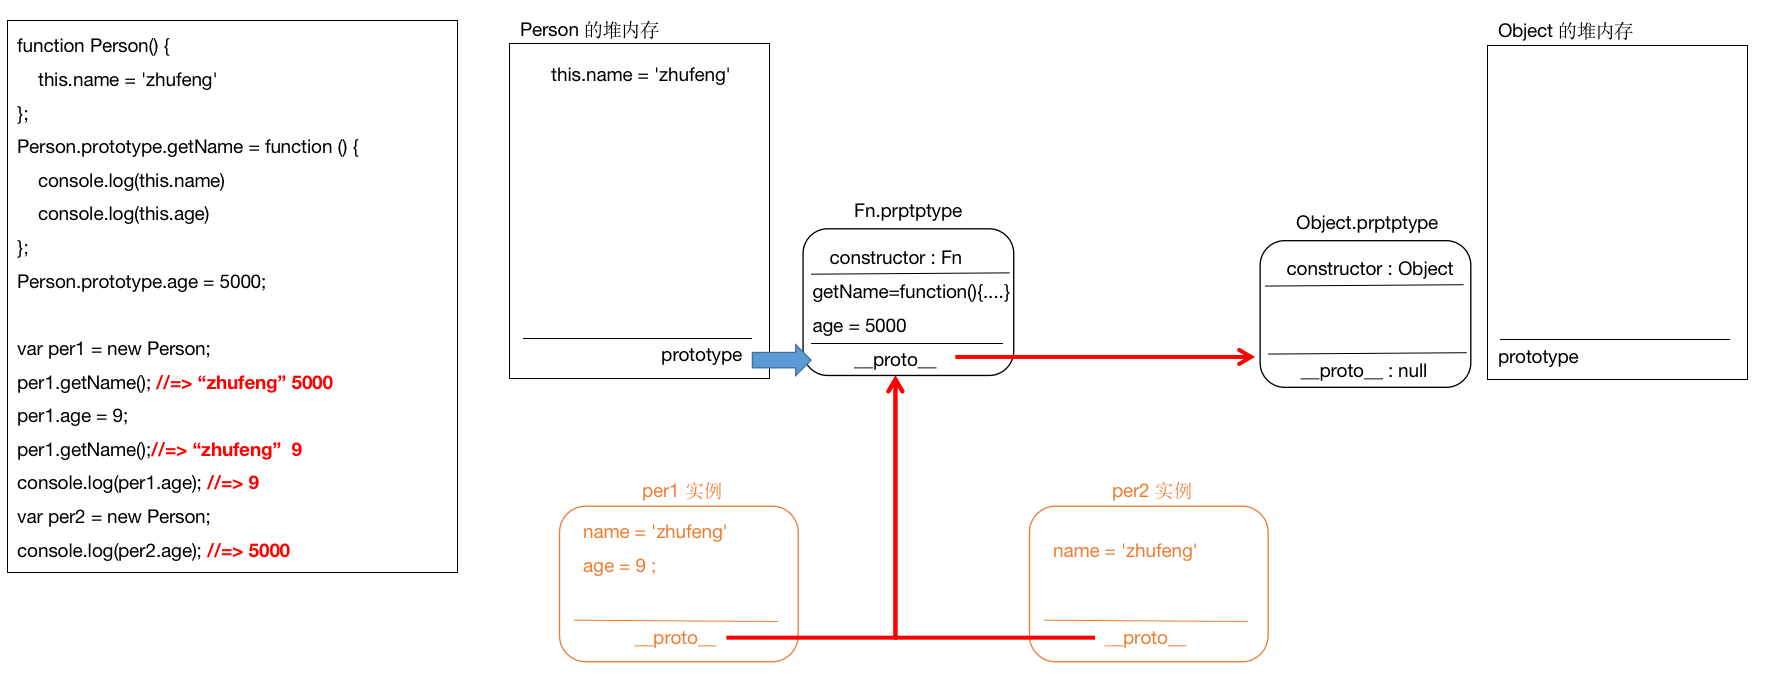 function Person() {
this.name = 'zhufeng'
};
Person.prototype.getName = function () {
console.log(this.name)
console.log(this.age)
};
Person.prototype.age = 5000;
var per1 = new Person;
per1.getName(); //=> “zhufeng” 5000
per1.age = 9;
per1.getName();//=> “zhufeng”  9
console.log(per1.age); //=> 9
var per2 = new Person;
console.log(per2.age); //=> 5000
Person 的堆内存
this.name = 'zhufeng'
prototype
Fn.prptptype
constructor : Fn
getName=function(){....}
age = 5000
__proto__
Object.prptptype
constructor : Object
__proto__ : null
Object 的堆内存
prototype
per1 实例
name = 'zhufeng'
age = 9 ;
__proto__
per2 实例
name = 'zhufeng'
__proto__